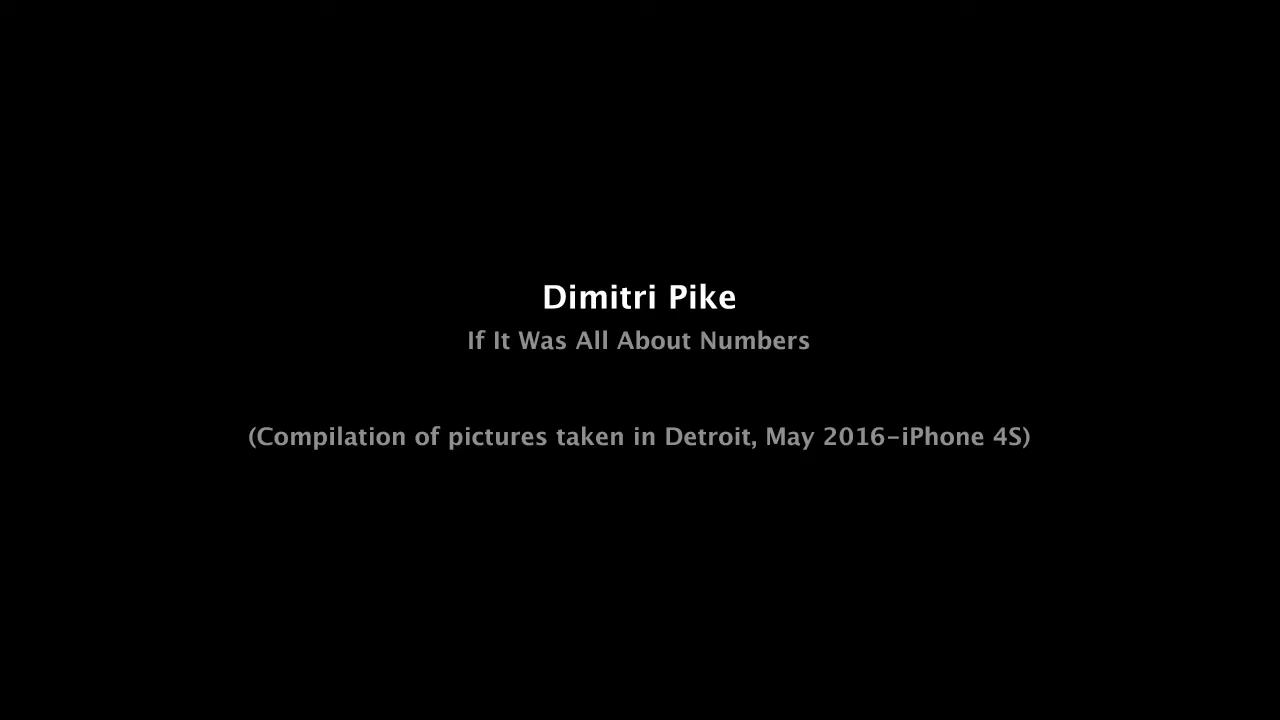 Dimitri Pike
If It Was All About Numbers
(Compilation of pictures taken in Detroit, May 2016-iPhone 4S)